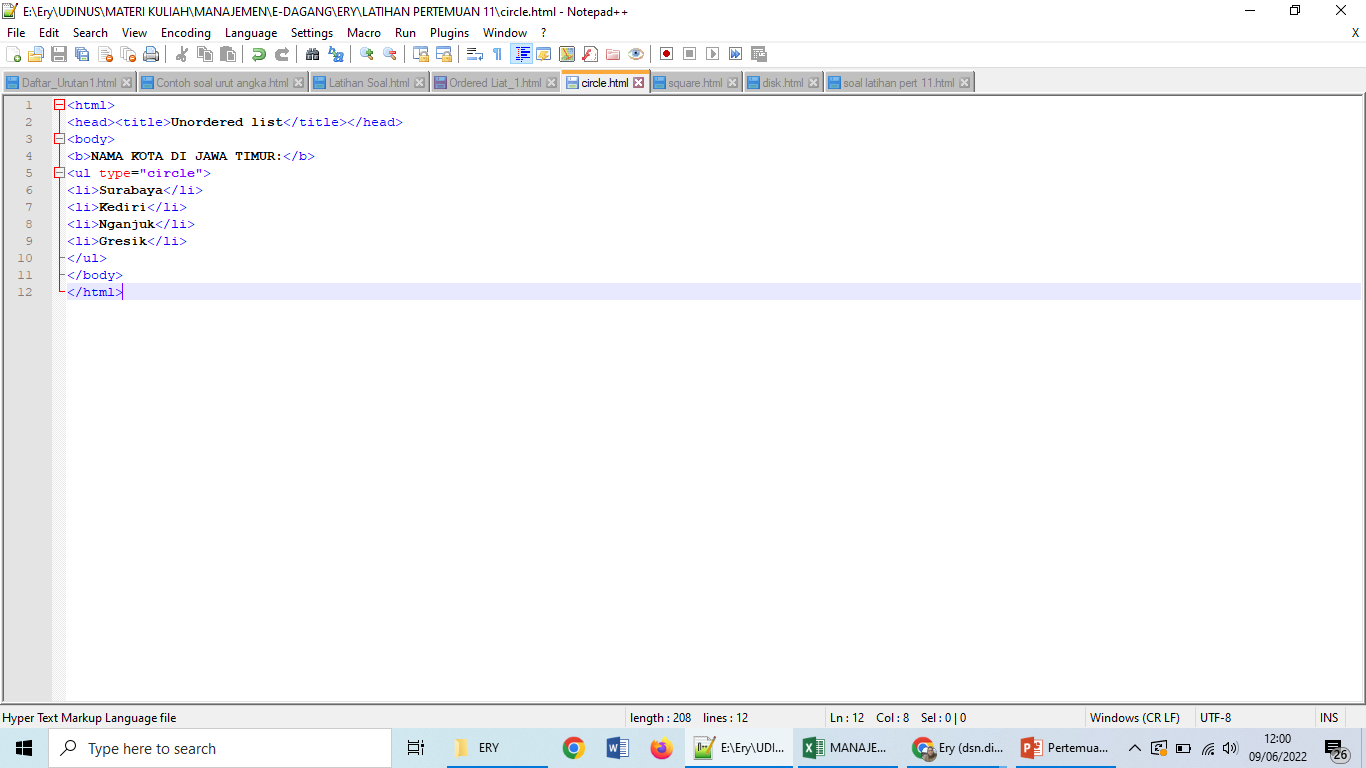 E:\Ery\UDINUS\MATERI KULIAH\MANAJEMEN\E-DAGANG\ERY\LATIHAN PERTEMUAN 11\circle.html - Notepad++
File Edit Search View Encoding Language Settings Macro Run Plugins Window ? X
Daftar_Urutan1.html Contoh soal urut angka.html Latihan Soal.html Ordered Liat_1.html circle.html square.html disk.html soal latihan pert 11.html
1 <html>
2 <head><title>Unordered list</title></head>
3 <body>
4 <b>NAMA KOTA DI JAWA TIMUR:</b>
5 <ul type="circle">
6 <li>Surabaya</li>
7 <li>Kediri</li>
8 <li>Nganjuk</li>
9 <li>Gresik</li>
10 </ul>
11 </body>
12 </html>
Hyper Text Markup Language file length : 208 lines : 12 Ln : 12 Col : 8 Sel : 0 | 0 Windows (CR LF) UTF-8 INS
Type here to search ERY E:\Ery\UDI... MANAJE... Ery (dsn.di... Pertemua... 12:00
09/06/2022 26